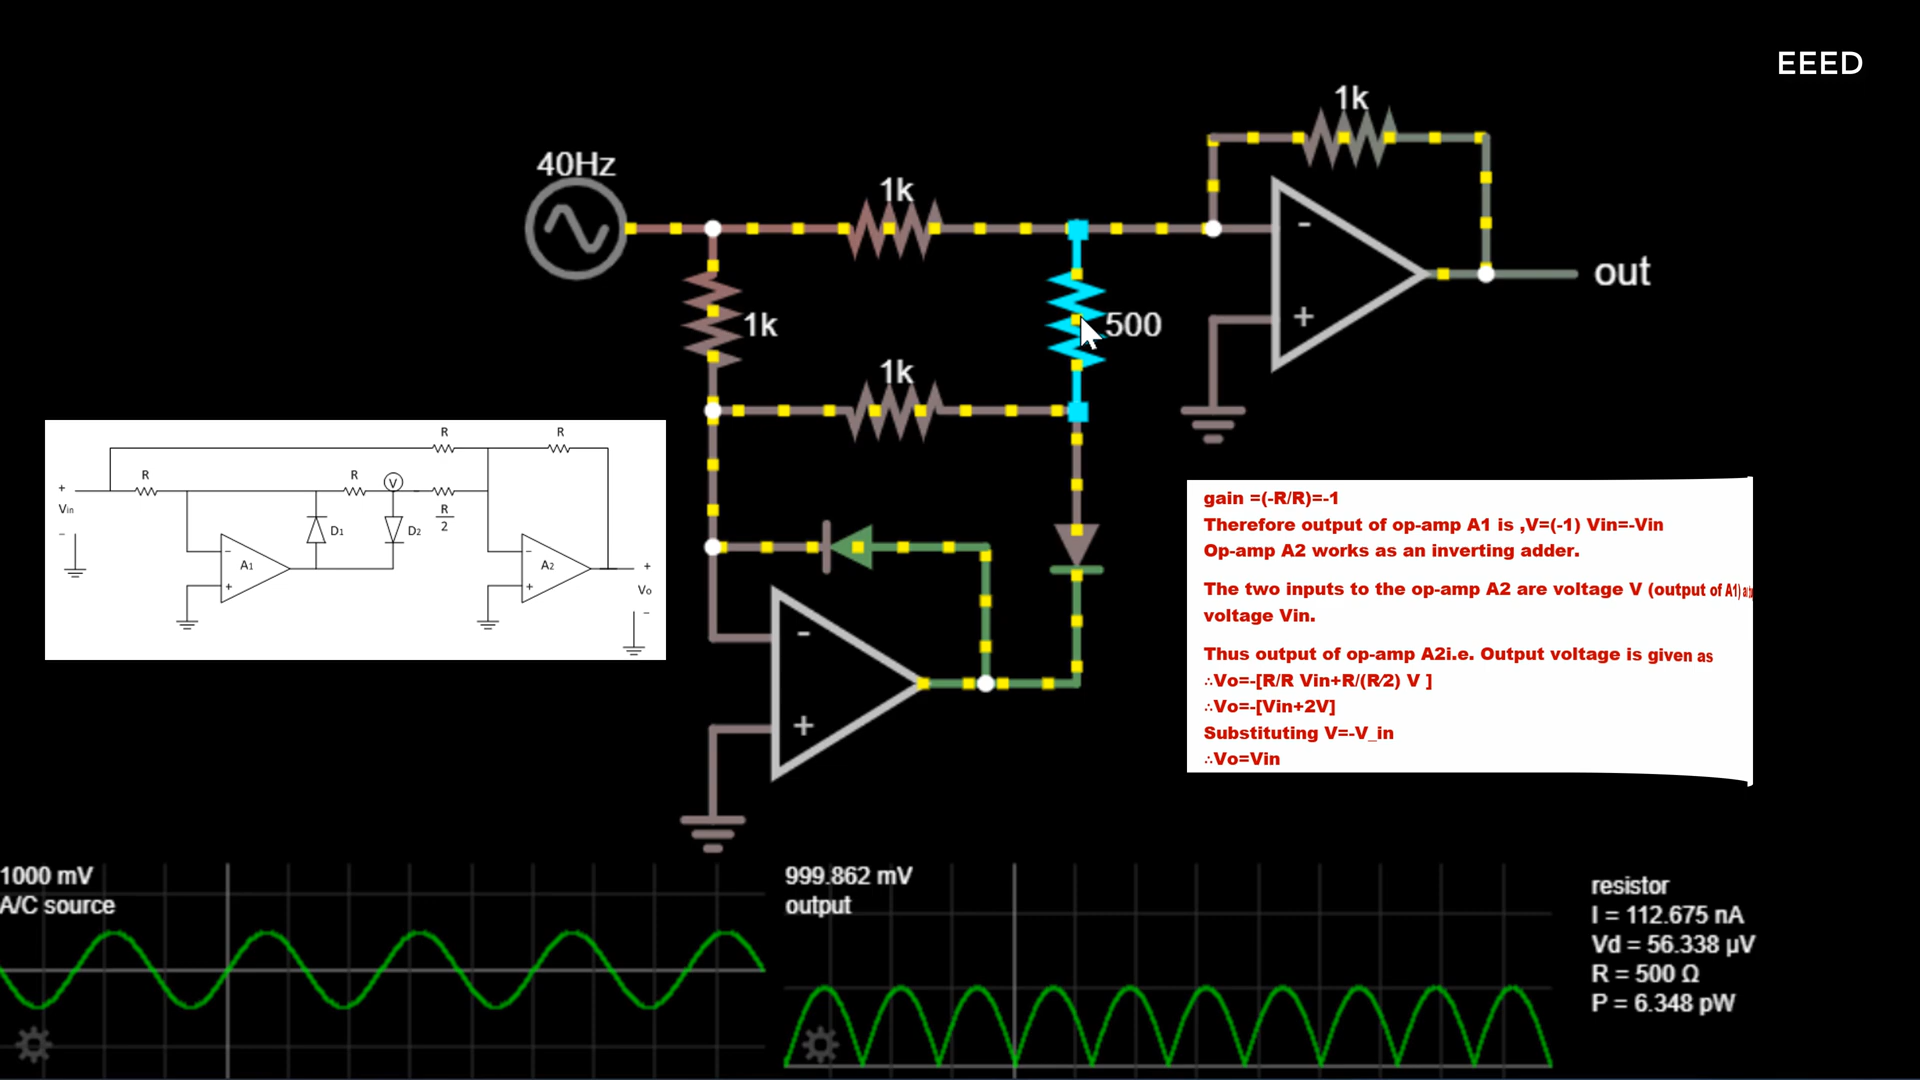 EEED
1k
40Hz
1k
-
+
out
1k
500
1k
-
+
R
R
R
R
V
R
2
+
Vin
-
D1
D2
-
A1
+
-
A2
+
+
Vo
-
gain =(-R/R)=-1
Therefore output of op-amp A1 is ,V=(-1) Vin=-Vin
Op-amp A2 works as an inverting adder.
The two inputs to the op-amp A2 are voltage V (output of A1)
voltage Vin.
Thus output of op-amp A2i.e. Output voltage is given as
∴Vo=-[R/R Vin+R/(R⁄2) V ]
∴Vo=-[Vin+2V]
Substituting V=-V_in
∴Vo=Vin
1000 mV
A/C source
999.862 mV
output
resistor
I = 112.675 nA
Vd = 56.338 µV
R = 500 Ω
P = 6.348 pW